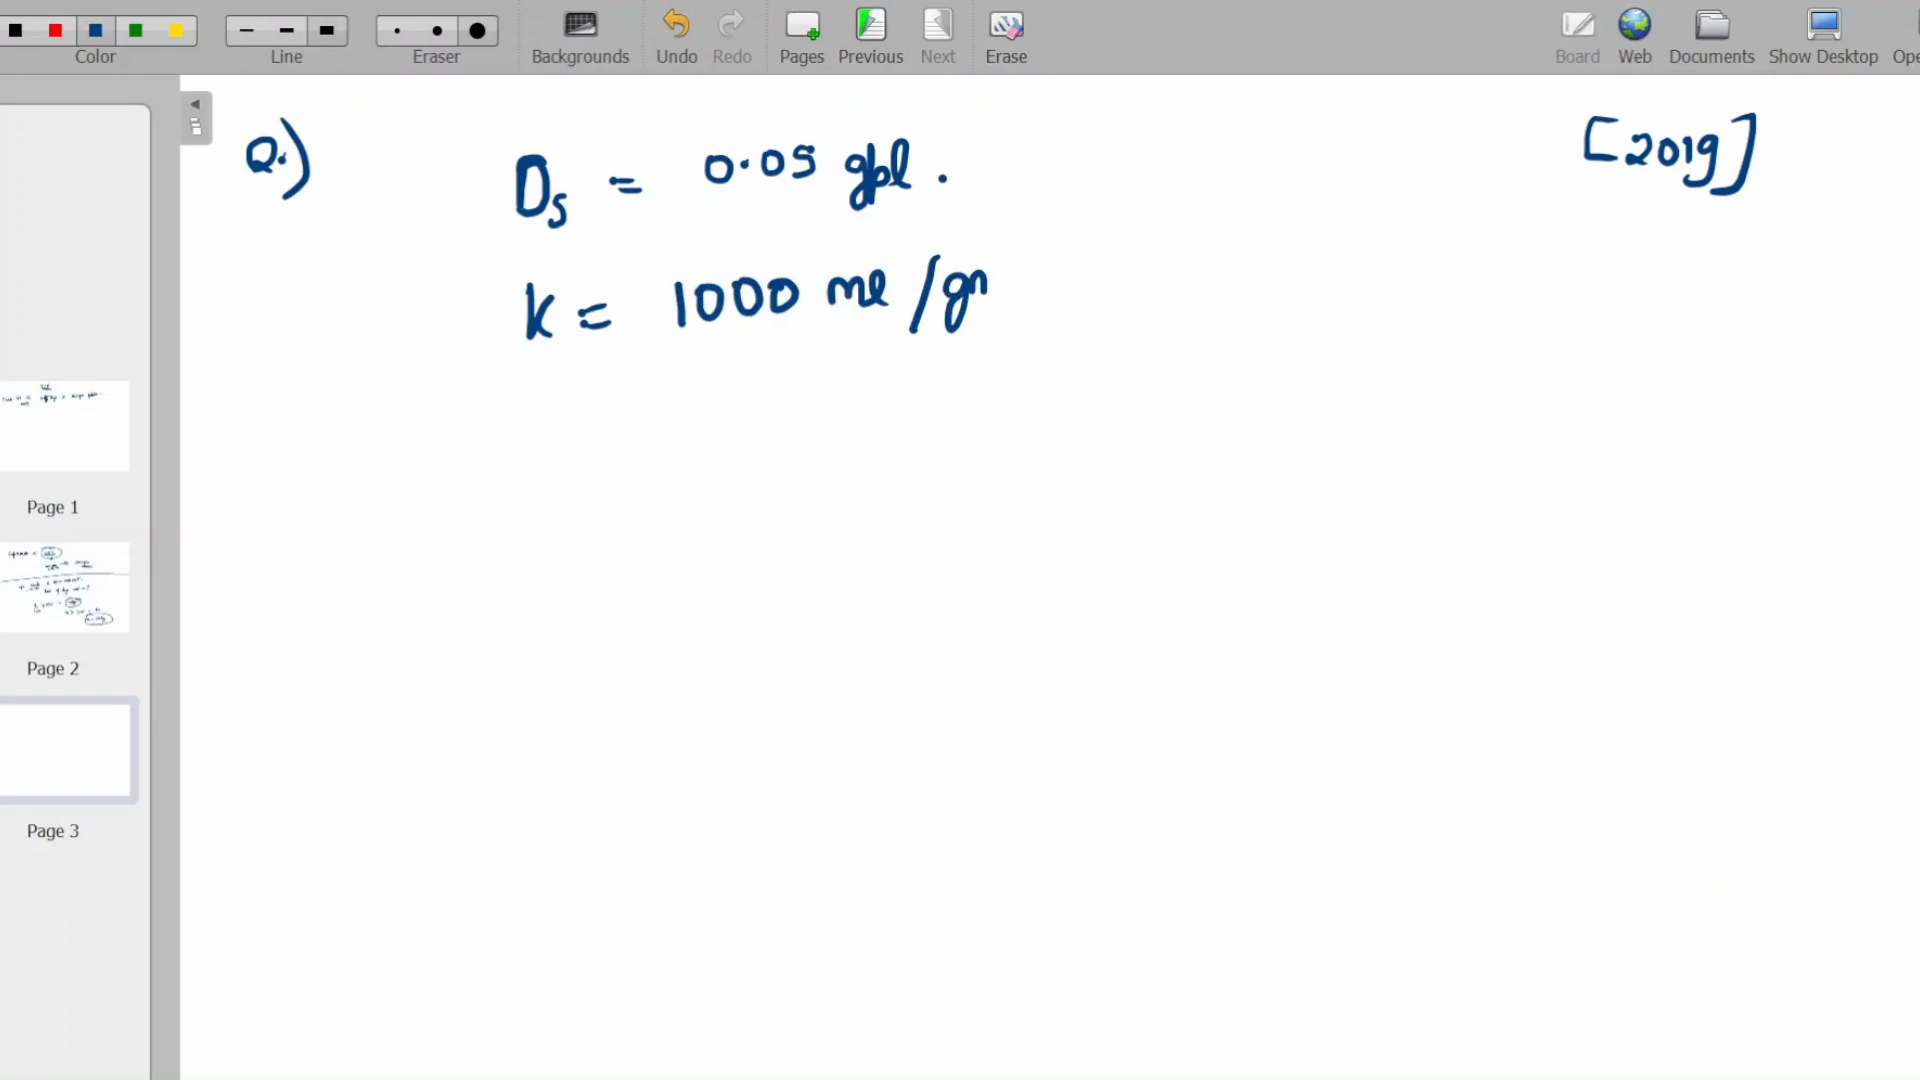 Color
Line
Eraser
Backgrounds
Undo
Redo
Pages
Previous
Next
Erase
Board
Web
Documents
Show Desktop
Ope
Q.)
[2019]
Ds = 0.05 gpl.
K = 1000 ml/gm
Page 1
Page 2
Page 3